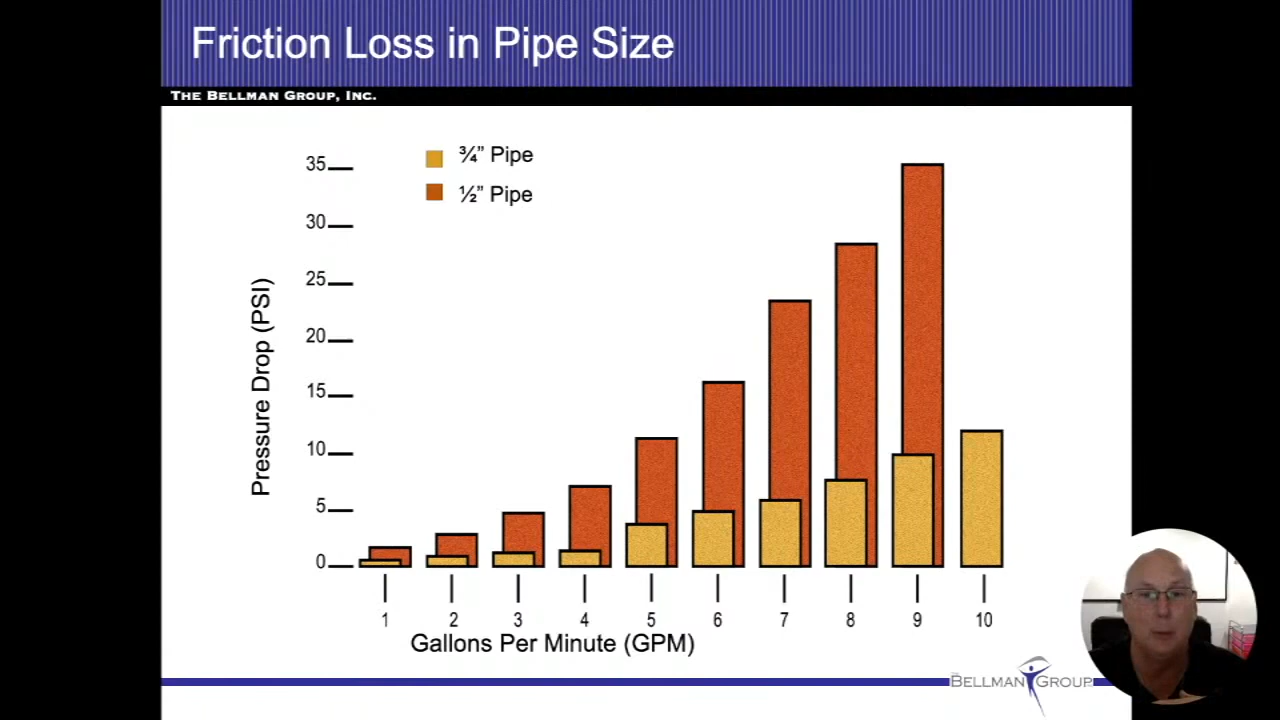 Friction Loss in Pipe Size
THE BELLMAN GROUP, INC.
¾” Pipe
½” Pipe
35
30
25
20
15
10
5
0
Pressure Drop (PSI)
1 2 3 4 5 6 7 8 9 10
Gallons Per Minute (GPM)
THE BELLMAN GROUP